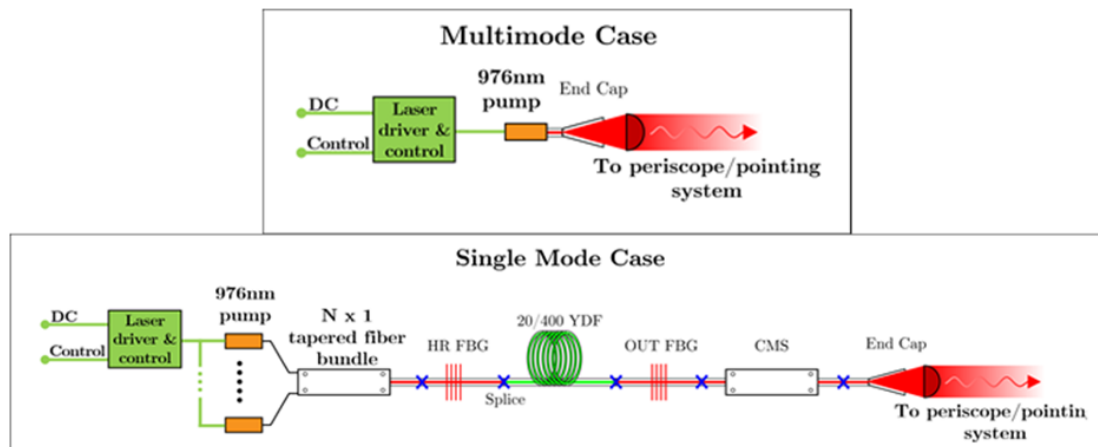 Multimode Case
976nm
pump
End Cap
DC
Control
Laser
driver &
control
To periscope/pointing
system
Single Mode Case
976nm
pump
DC
Control
Laser
driver &
control
N x 1
tapered fiber
bundle
HR FBG
Splice
20/400 YDF
OUT FBG
CMS
End Cap
To periscope/pointin
system